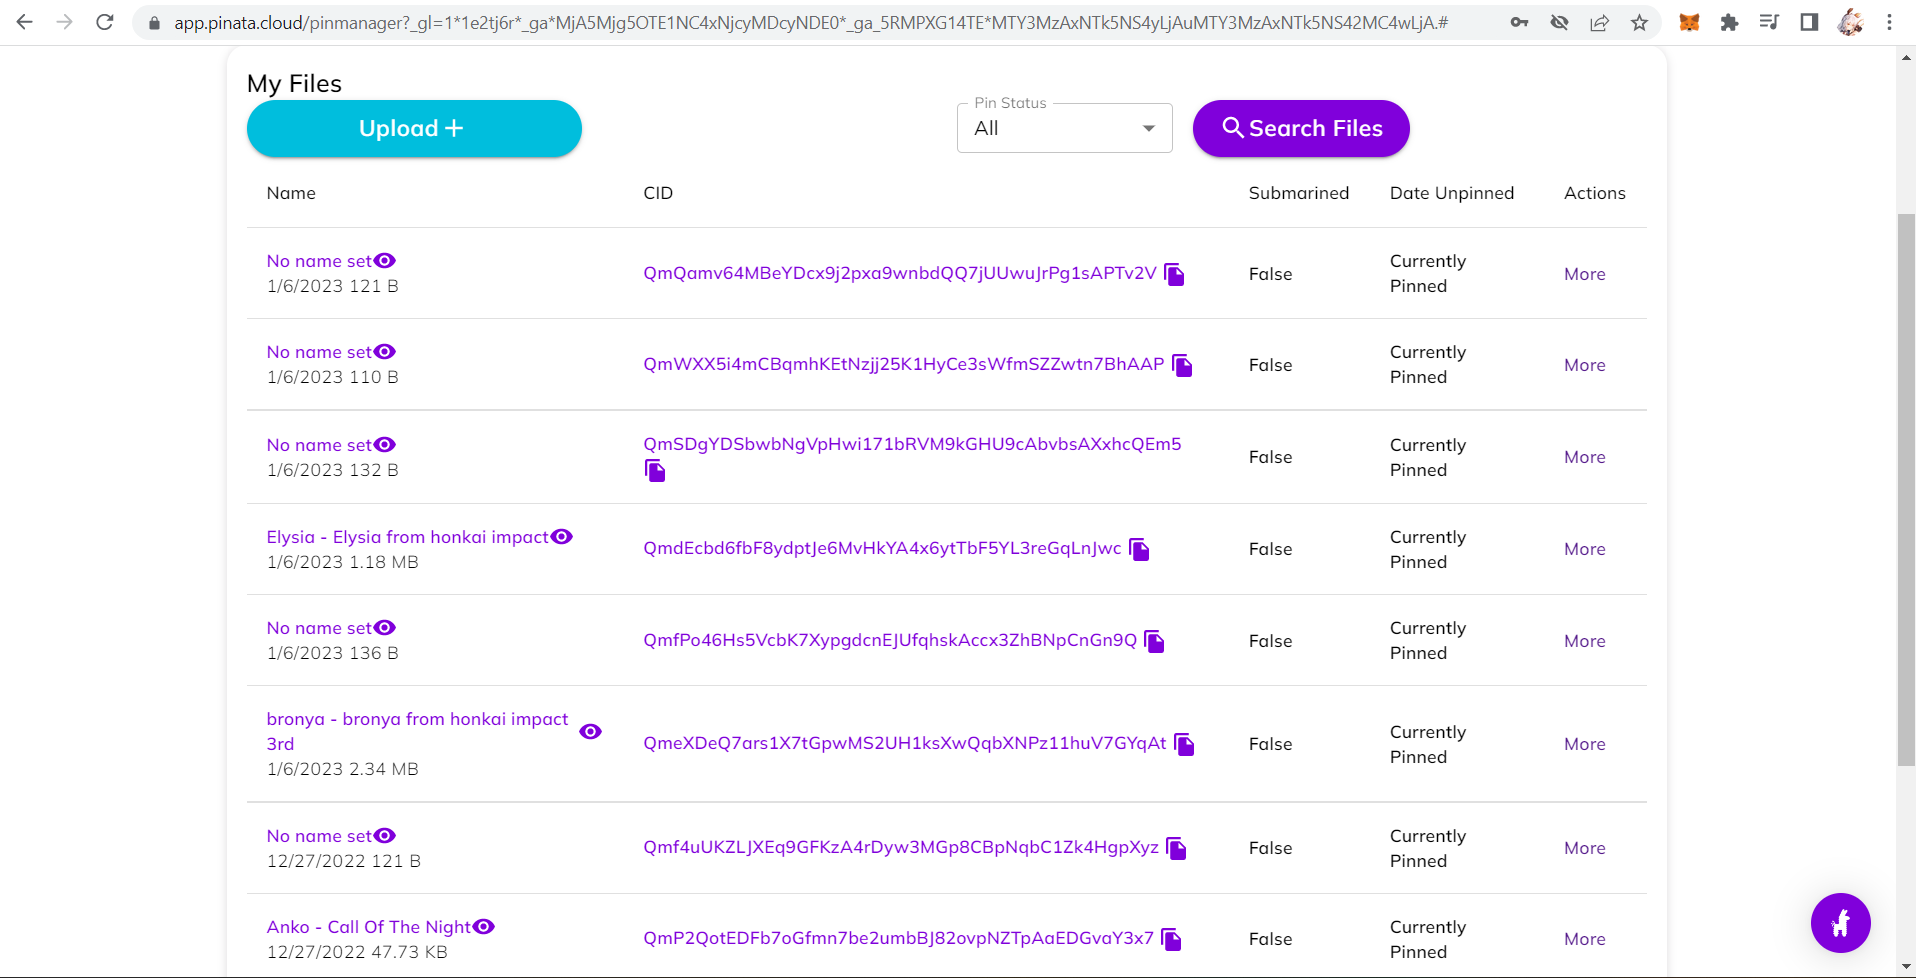 app.pinata.cloud/pinmanager?_gl=1*1e2tj6r*_ga*MjA5Mjg5OTE1NC4xNjcyMDcyNDE0*_ga_5RMPXG14TE*MTY3MzAxNTk5NS4yLjAuMTY3MzAxNTk5NS42MC4wLjA.#
My Files
Upload +
Pin Status
All
Search Files
Name CID Submarined Date Unpinned Actions
No name set
1/6/2023 121 B
QmQamv64MBeYDcx9j2pxa9wnbdQQ7jUUwuJrPg1sAPTv2V
False
Currently
Pinned
More
No name set
1/6/2023 110 B
QmWXX5i4mCBqmhKEtNzjj25K1HyCe3sWfmSZZwtn7BhAAP
False
Currently
Pinned
More
No name set
1/6/2023 132 B
QmSDgYDSbwbNgVpHwi171bRVM9kGHU9cAbvbsAXxhcQEm5
False
Currently
Pinned
More
Elysia - Elysia from honkai impact
1/6/2023 1.18 MB
QmdEcbd6fbF8ydptJe6MvHkYA4x6ytTbF5YL3reGqLnJwc
False
Currently
Pinned
More
No name set
1/6/2023 136 B
QmfPo46Hs5VcbK7XypgdcnEJUfqhskAccx3ZhBNpCnGn9Q
False
Currently
Pinned
More
bronya - bronya from honkai impact
3rd
1/6/2023 2.34 MB
QmeXDeQ7ars1X7tGpwMS2UH1ksXwQqbXNPz11huV7GYqAt
False
Currently
Pinned
More
No name set
12/27/2022 121 B
Qmf4uUKZLJXEq9GFKzA4rDyw3MGp8CBpNqbC1Zk4HgpXyz
False
Currently
Pinned
More
Anko - Call Of The Night
12/27/2022 47.73 KB
QmP2QotEDFb7oGfmn7be2umbBJ82ovpNZTpAaEDGvaY3x7
False
Currently
Pinned
More